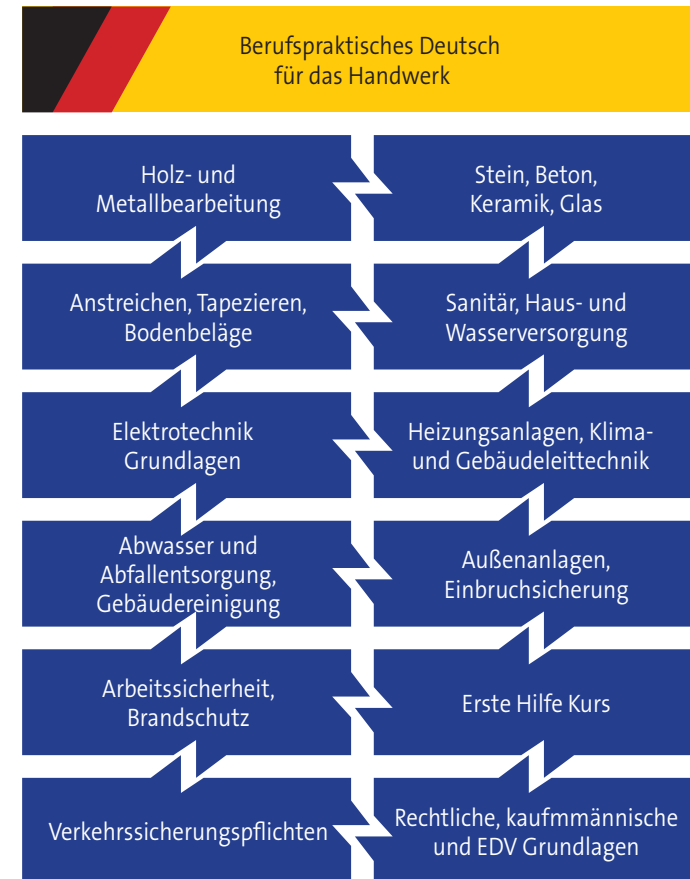 Berufspraktisches Deutsch
für das Handwerk
Holz- und
Metallbearbeitung
Stein, Beton,
Keramik, Glas
Anstreichen, Tapezieren,
Bodenbeläge
Sanitär, Haus- und
Wasserversorgung
Elektrotechnik
Grundlagen
Heizungsanlagen, Klima-
und Gebäudeleittechnik
Abwasser und
Abfallentsorgung,
Gebäudereinigung
Außenanlagen,
Einbruchsicherung
Arbeitssicherheit,
Brandschutz
Erste Hilfe Kurs
Verkehrssicherungspflichten
Rechtliche, kaufmmännische
und EDV Grundlagen